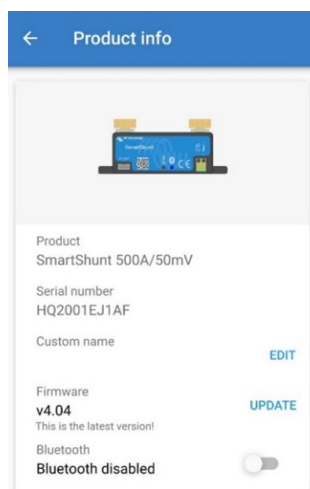 Product info
SmartShunt
Product
SmartShunt 500A/50mV
Serial number
HQ2001EJ1AF
Custom name
EDIT
Firmware
v4.04
UPDATE
This is the latest version!
Bluetooth
Bluetooth disabled